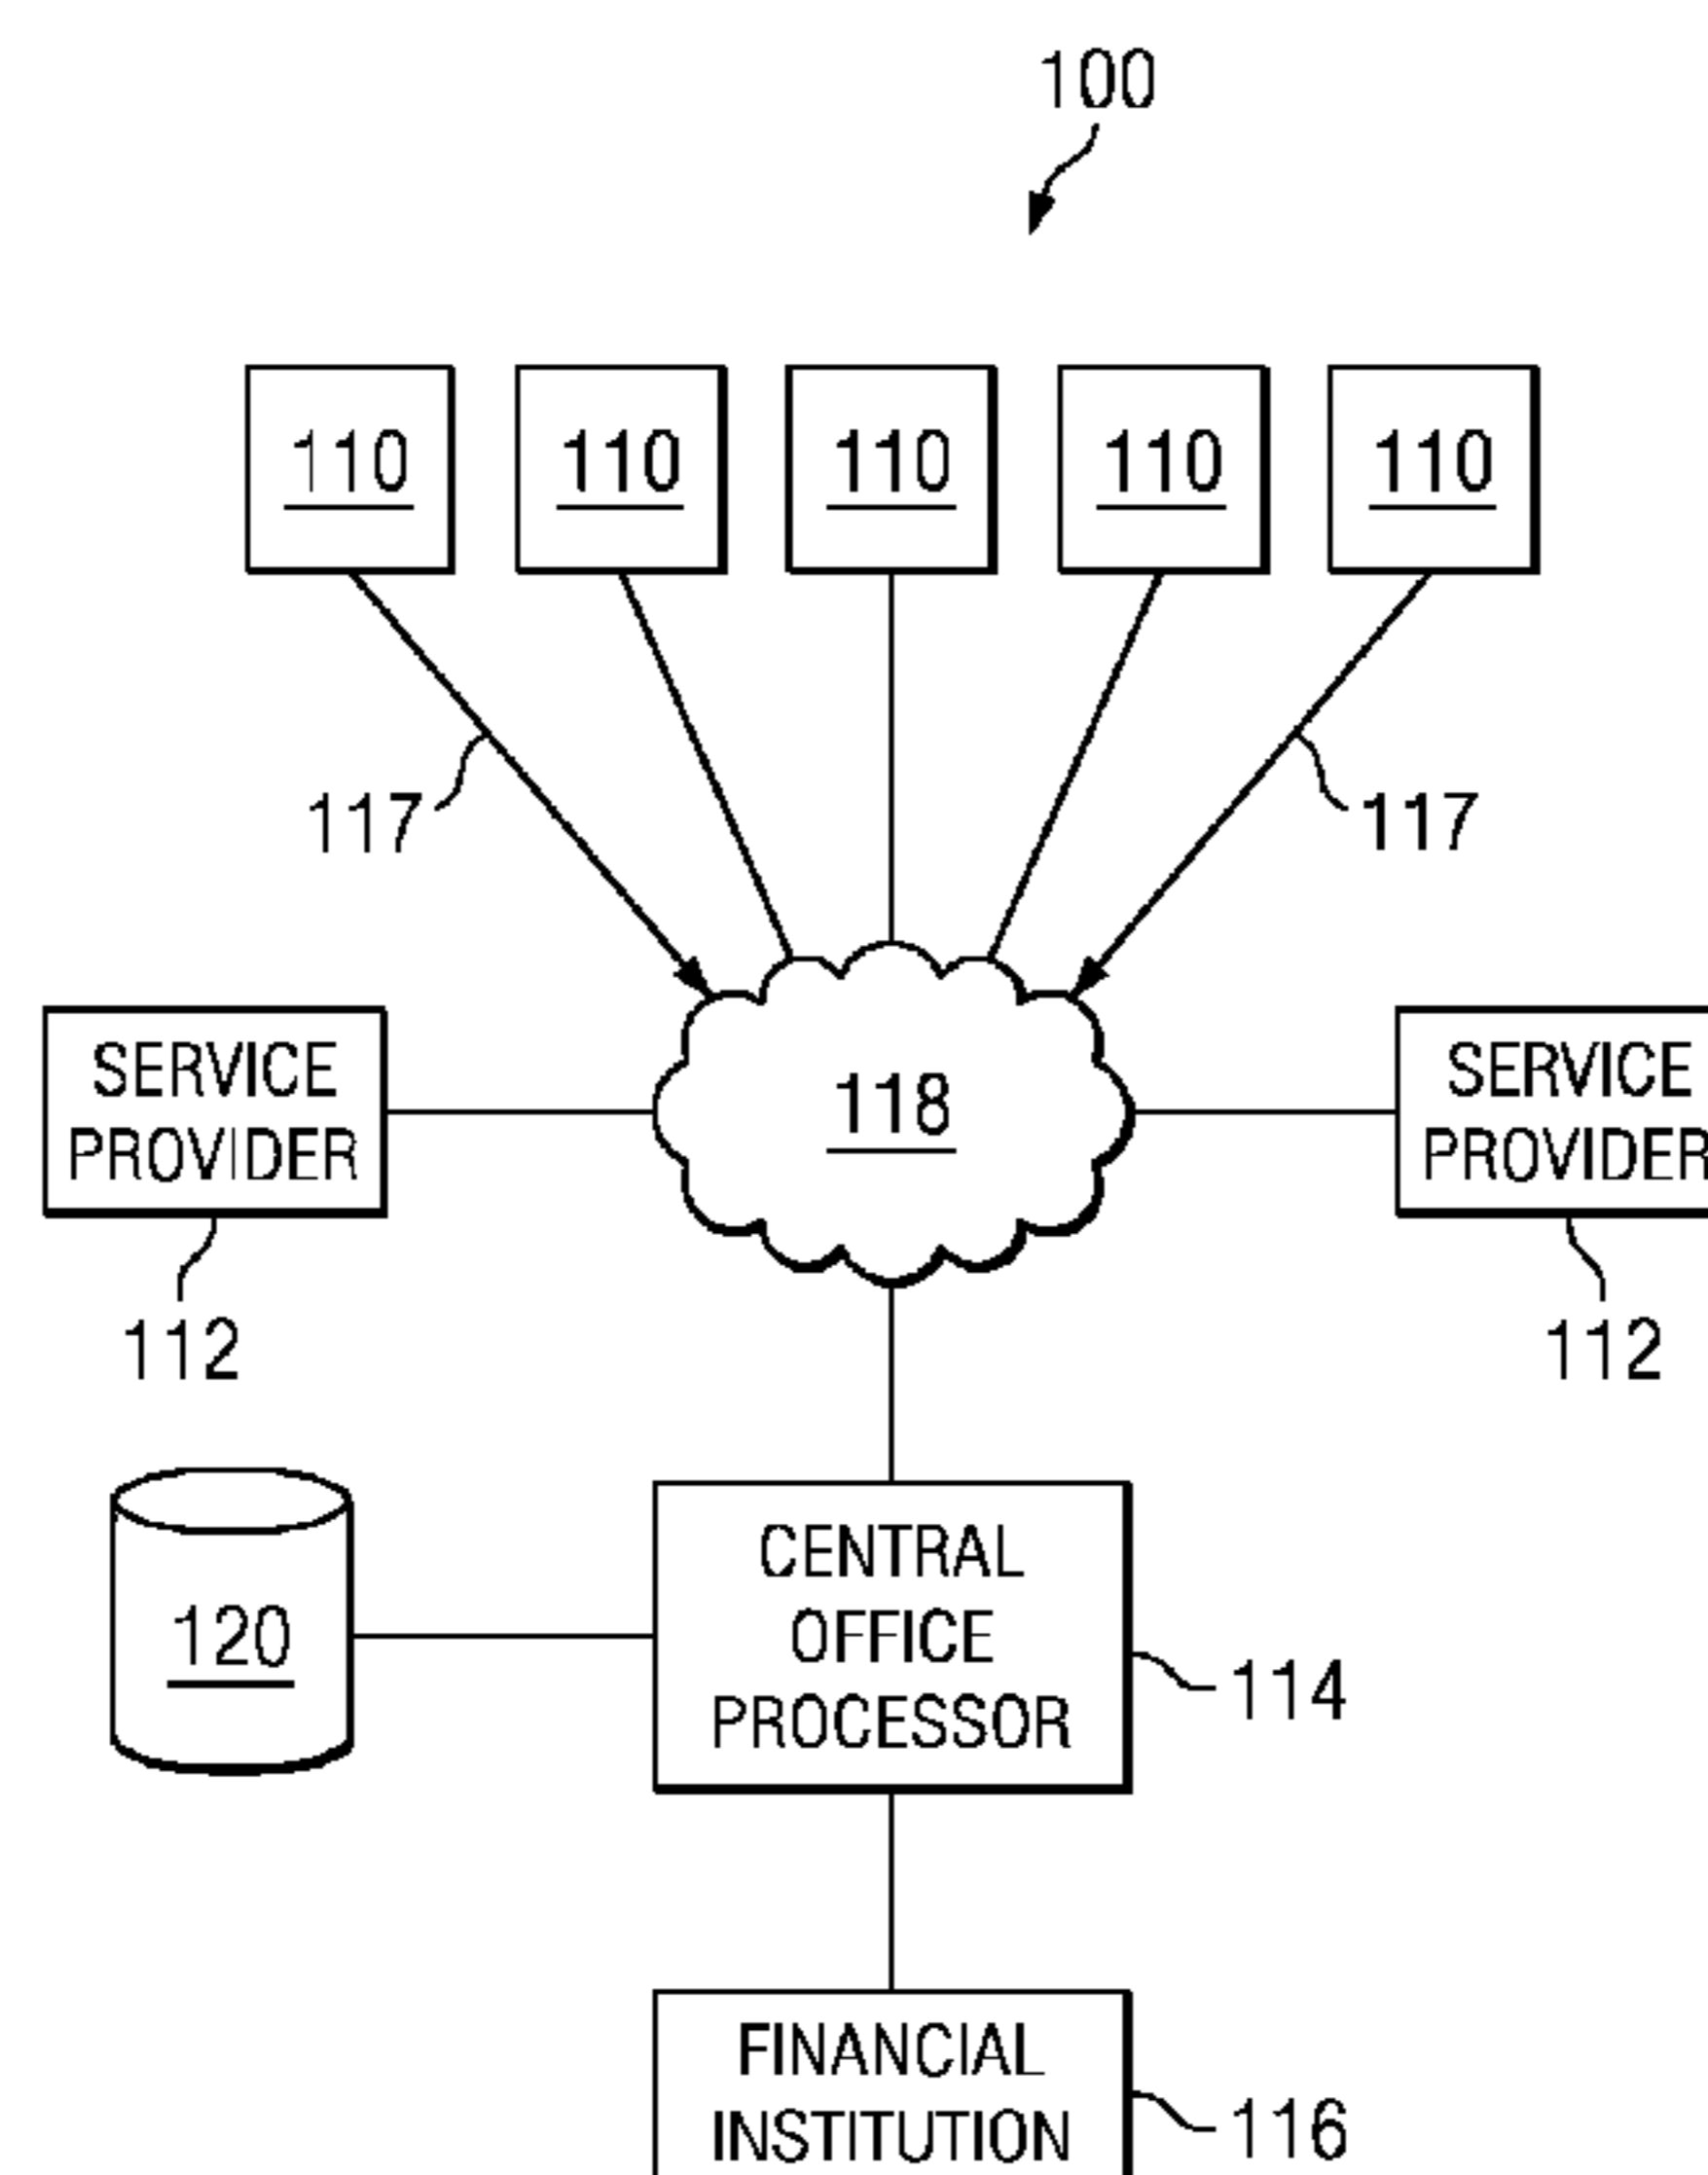 100
110 110 110 110 110
117 117
SERVICE
PROVIDER
118
SERVICE
PROVIDER
112 112
120
CENTRAL
OFFICE
PROCESSOR
114
FINANCIAL
INSTITUTION
116